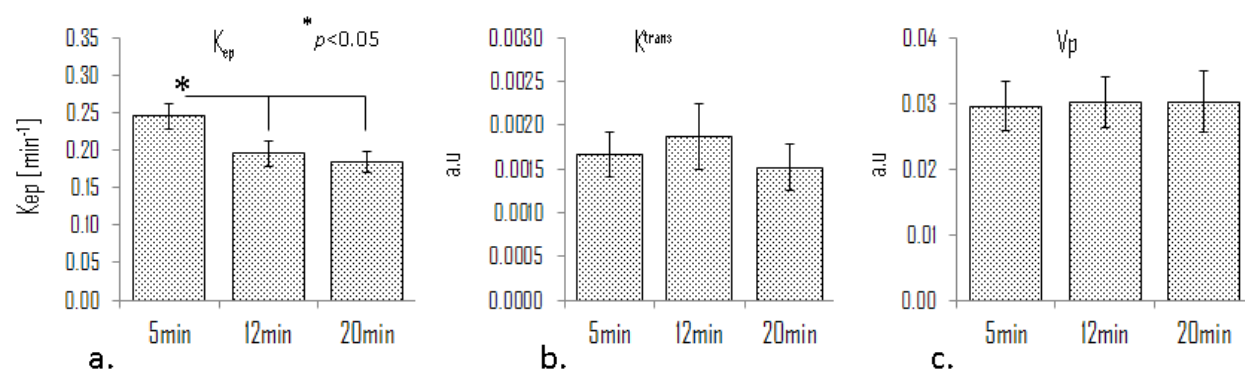 K_ep
* p<0.05
0.35
0.30
0.25
0.20
0.15
0.10
0.05
0.00
Kep [min⁻¹]
*
5min 12min 20min
a.
K^trans
0.0030
0.0025
0.0020
0.0015
0.0010
0.0005
0.0000
a.u
5min 12min 20min
b.
Vp
0.04
0.03
0.02
0.01
0.00
a.u
5min 12min 20min
c.